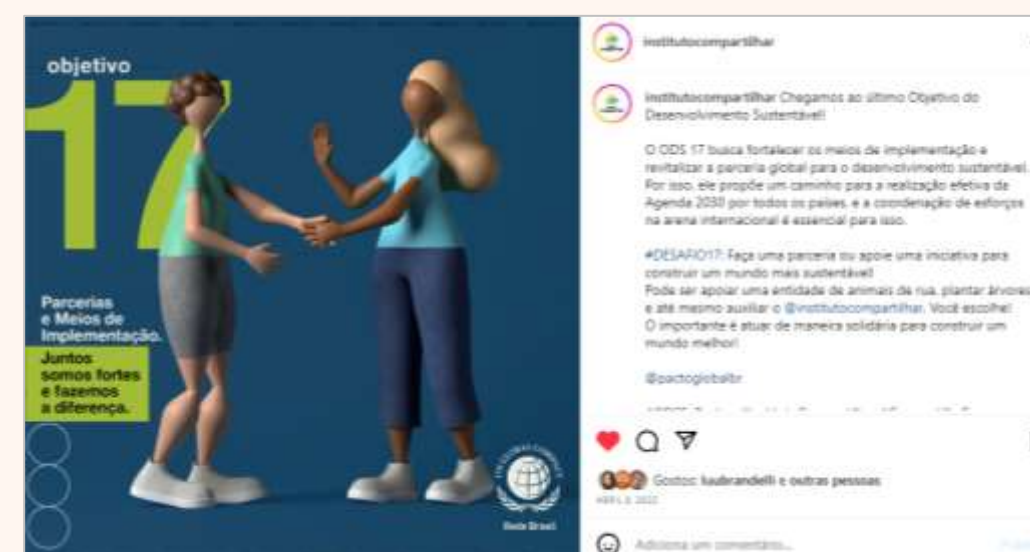 objetivo
17
Parcerias
e Meios de
Implementação.
Juntos
somos fortes
e fazemos
a diferença.
Rede Brasil
institutocompartilhar
institutocompartilhar Chegamos ao último Objetivo do
Desenvolvimento Sustentável!
O ODS 17 busca fortalecer os meios de implementação e
revitalizar a parceria global para o desenvolvimento sustentável.
Por isso, ele propõe um caminho para a realização efetiva da
Agenda 2030 por todos os países, e a coordenação de esforços
na arena internacional é essencial para isso.
#DESAFIO17: Faça uma parceria ou apoie uma iniciativa para
construir um mundo mais sustentável!
Pode ser apoiar uma entidade de animais de rua, plantar árvores
e até mesmo auxiliar o @institutocompartilhar. Você escolhe!
O importante é atuar de maneira solidária para construir um
mundo melhor!
@pactoglobalbr
Gostos: luubrandelli e outras pessoas
Adiciona um comentário...